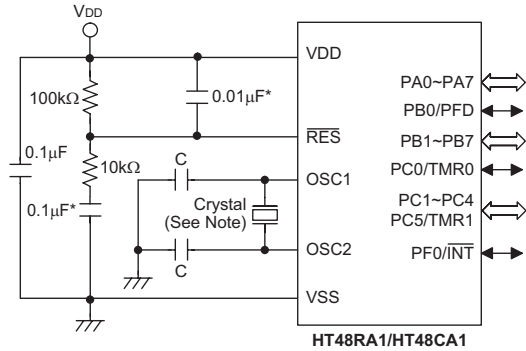 VDD
VDD
100kΩ
0.01µF*
PA0~PA7
PB0/PFD
RES
PB1~PB7
0.1µF
10kΩ
C
OSC1
PC0/TMR0
0.1µF*
Crystal
(See Note)
PC1~PC4
PC5/TMR1
OSC2
PF0/INT
C
VSS
HT48RA1/HT48CA1